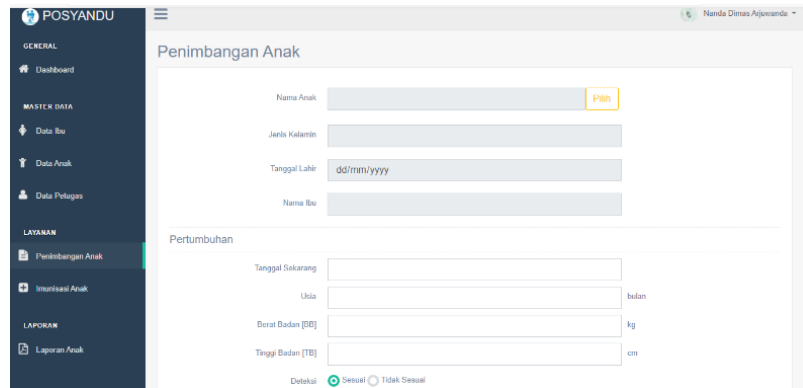 POSYANDU
Nanda Dimas Arjuwanda
GENERAL
Dashboard
MASTER DATA
Data Ibu
Data Anak
Data Petugas
LAYANAN
Penimbangan Anak
Imunisasi Anak
LAPORAN
Laporan Anak
Penimbangan Anak
Nama Anak Pilih
Jenis Kelamin
Tanggal Lahir dd/mm/yyyy
Nama Ibu
Pertumbuhan
Tanggal Sekarang
Usia bulan
Berat Badan [BB] kg
Tinggi Badan [TB] cm
Deteksi Sesuai Tidak Sesuai